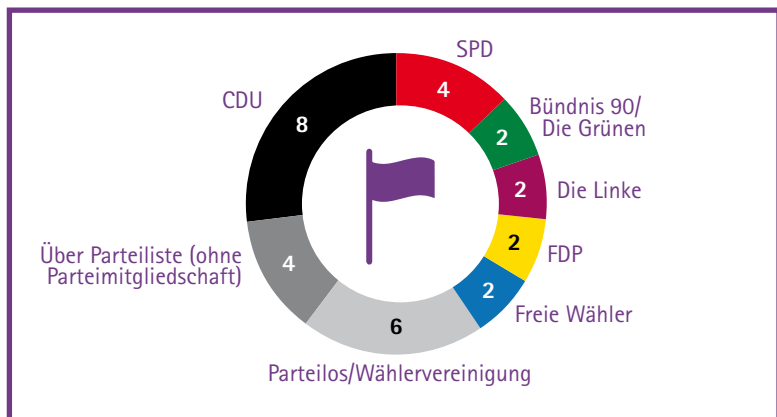 SPD
4
Bündnis 90/
Die Grünen
2
Die Linke
2
FDP
2
Freie Wähler
2
Parteilos/Wählervereinigung
6
Über Parteiliste (ohne
Parteimitgliedschaft)
4
CDU
8